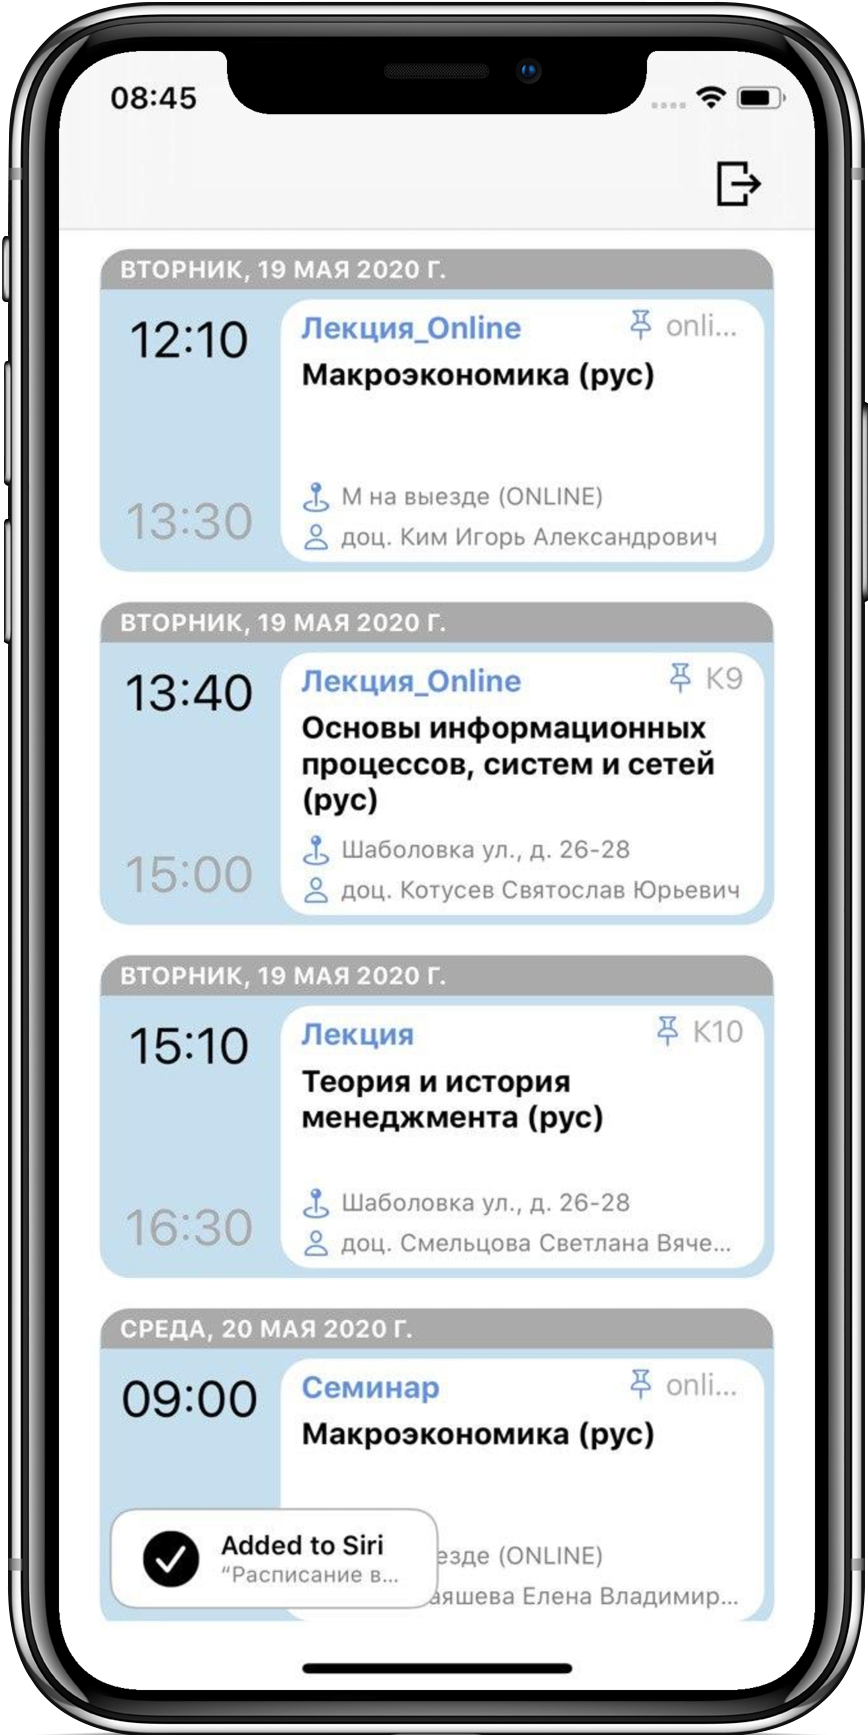 08:45
ВТОРНИК, 19 МАЯ 2020 Г.
12:10
Лекция_Online
onli...
Макроэкономика (рус)
М на выезде (ONLINE)
13:30
доц. Ким Игорь Александрович
ВТОРНИК, 19 МАЯ 2020 Г.
13:40
Лекция_Online
К9
Основы информационных
процессов, систем и сетей
(рус)
Шаболовка ул., д. 26-28
15:00
доц. Котусев Святослав Юрьевич
ВТОРНИК, 19 МАЯ 2020 Г.
15:10
Лекция
К10
Теория и история
менеджмента (рус)
Шаболовка ул., д. 26-28
16:30
доц. Смельцова Светлана Вяче...
СРЕДА, 20 МАЯ 2020 Г.
09:00
Семинар
onli...
Макроэкономика (рус)
Added to Siri
“Расписание в...
езде (ONLINE)
яшева Елена Владимир...